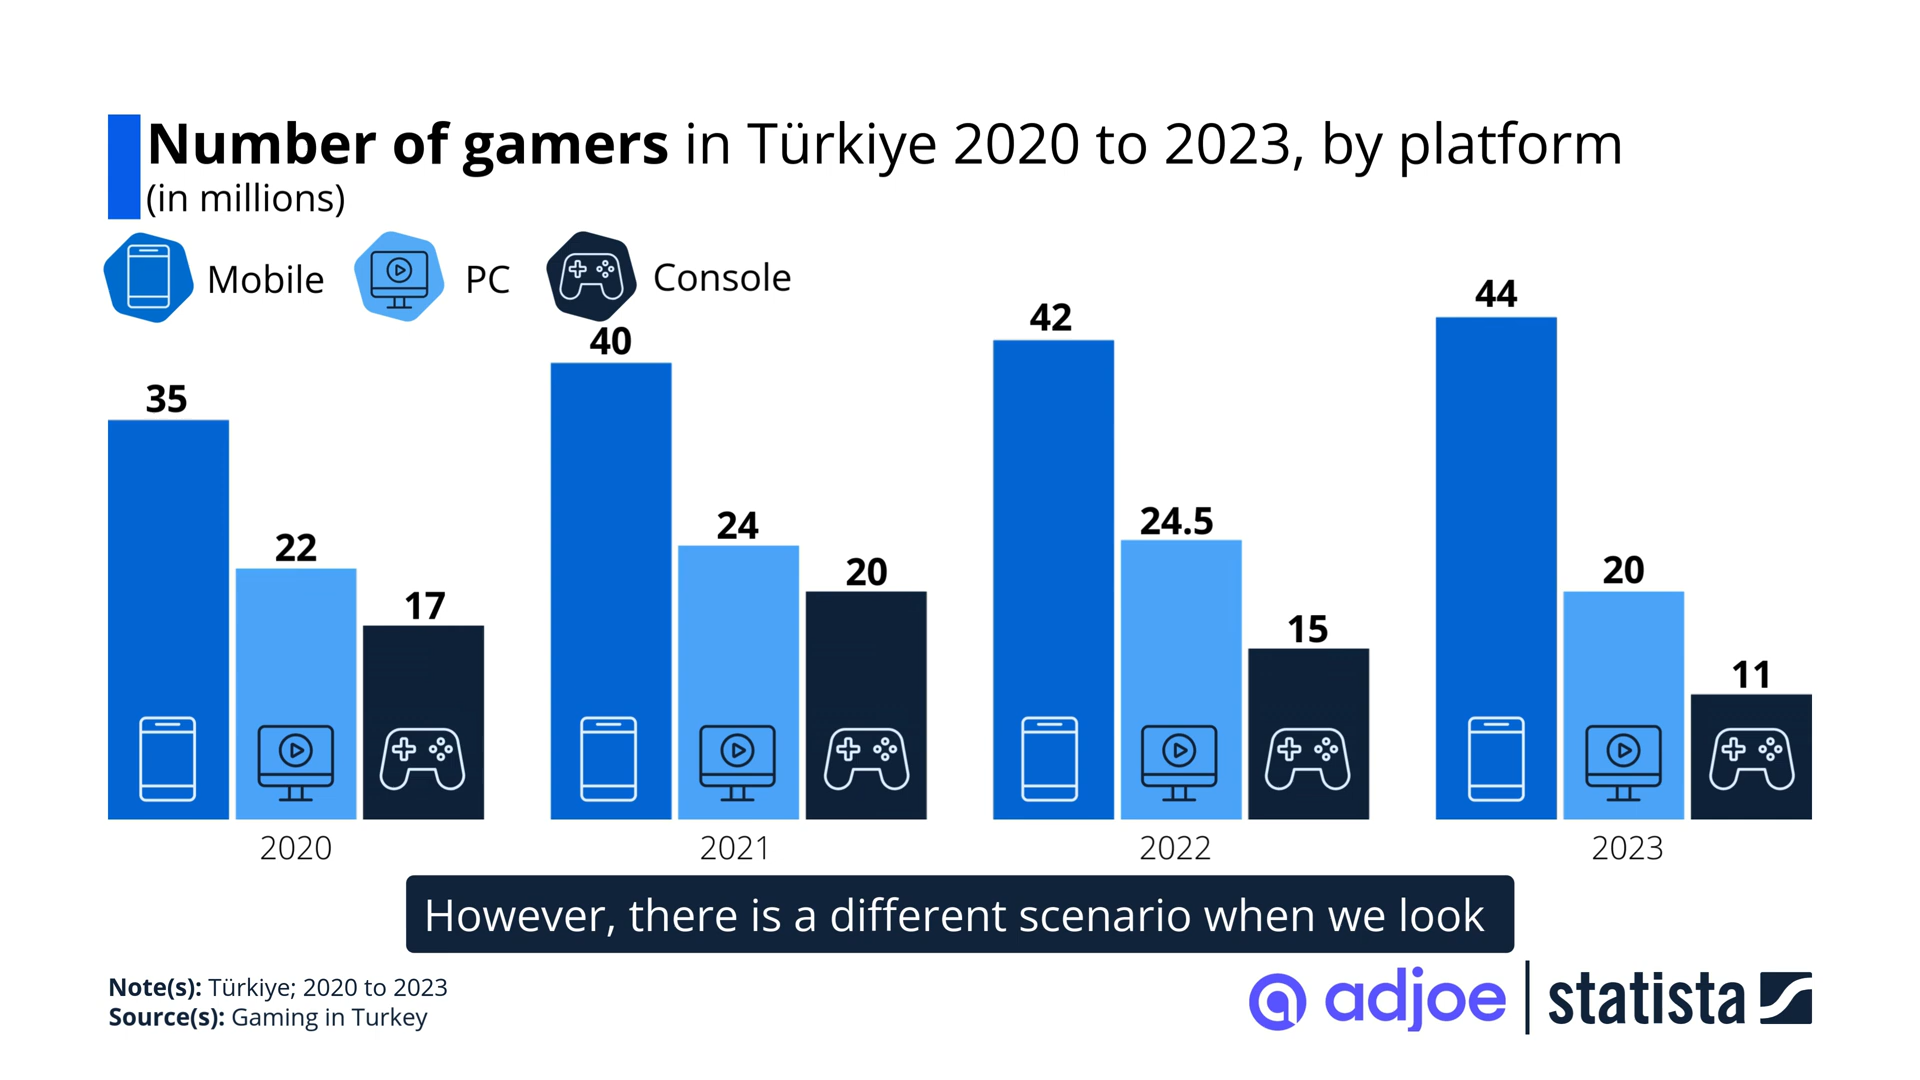 Number of gamers in Türkiye 2020 to 2023, by platform
(in millions)
Mobile PC Console
35 22 17
40 24 20
42 24.5 15
44 20 11
2020 2021 2022 2023
However, there is a different scenario when we look
Note(s): Türkiye; 2020 to 2023
Source(s): Gaming in Turkey
adjoe statista